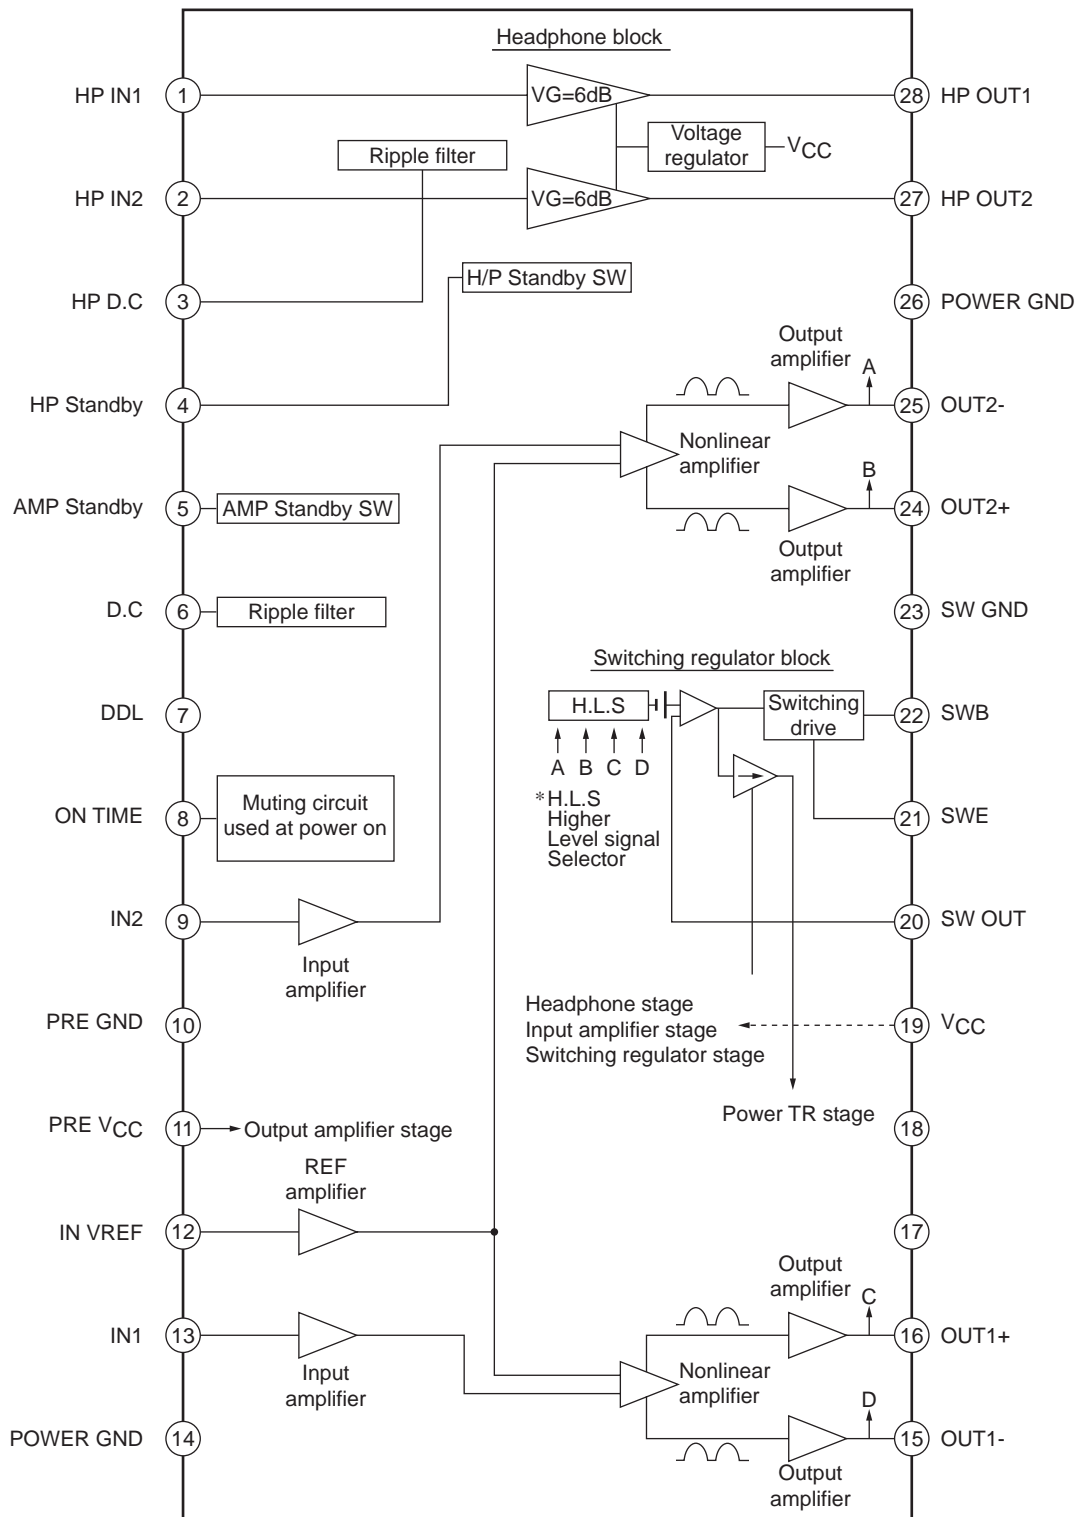 Headphone block
HP IN1
1
VG=6dB
28
HP OUT1
Ripple filter
Voltage
regulator
VCC
HP IN2
2
VG=6dB
27
HP OUT2
H/P Standby SW
HP D.C
3
26
POWER GND
Output
amplifier
A
HP Standby
4
25
OUT2-
Nonlinear
amplifier
B
AMP Standby
5
AMP Standby SW
24
OUT2+
Output
amplifier
D.C
6
Ripple filter
23
SW GND
Switching regulator block
DDL
7
H.L.S
Switching
drive
22
SWB
A B C D
*H.L.S
Higher
Level signal
Selector
ON TIME
8
Muting circuit
used at power on
21
SWE
IN2
9
20
SW OUT
Input
amplifier
PRE GND
10
Headphone stage
Input amplifier stage
Switching regulator stage
19
VCC
PRE VCC
11
Output amplifier stage
Power TR stage
18
REF
amplifier
IN VREF
12
17
Output
amplifier
C
IN1
13
16
OUT1+
Input
amplifier
Nonlinear
amplifier
D
POWER GND
14
15
OUT1-
Output
amplifier